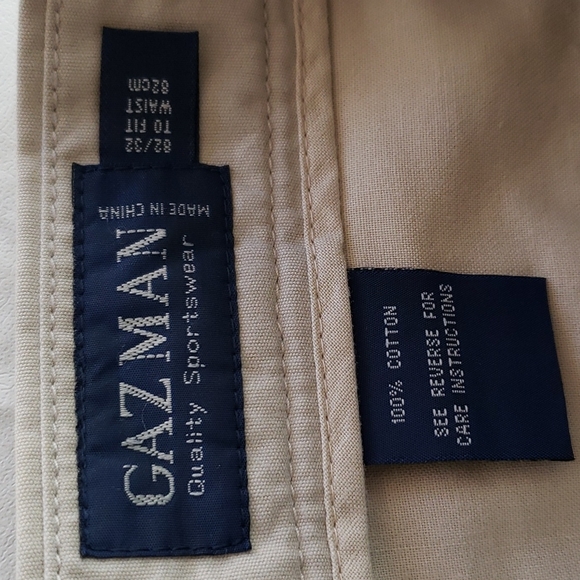 GAZMAN
Quality Sportswear
MADE IN CHINA
82/32
TO FIT
WAIST
82cm
100% COTTON
SEE REVERSE FOR
CARE INSTRUCTIONS